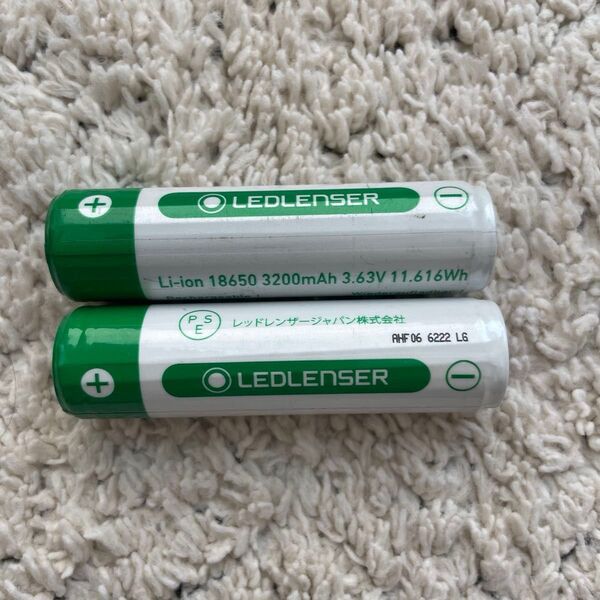 + LEDLENSER −
Li-ion 18650 3200mAh 3.63V 11.616Wh
PSE レッドレンザージャパン株式会社
AHF06 6222 LG
+ LEDLENSER −